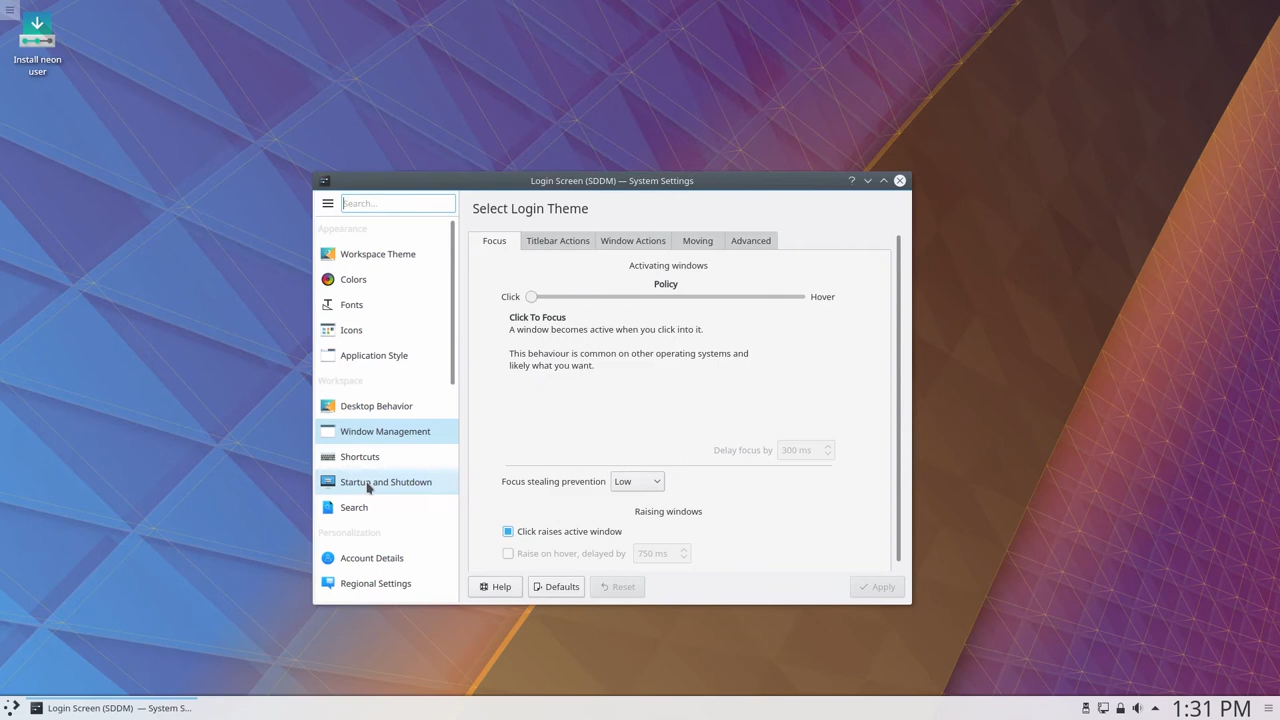 Install neon
user
Login Screen (SDDM) — System Settings
Search...
Appearance
Workspace Theme
Colors
Fonts
Icons
Application Style
Workspace
Desktop Behavior
Window Management
Shortcuts
Startup and Shutdown
Search
Personalization
Account Details
Regional Settings
Select Login Theme
Focus
Titlebar Actions
Window Actions
Moving
Advanced
Activating windows
Policy
Click
Hover
Click To Focus
A window becomes active when you click into it.
This behaviour is common on other operating systems and
likely what you want.
Delay focus by 300 ms
Focus stealing prevention Low
Raising windows
Click raises active window
Raise on hover, delayed by 750 ms
Help
Defaults
Reset
Apply
Login Screen (SDDM) — System S...
1:31 PM